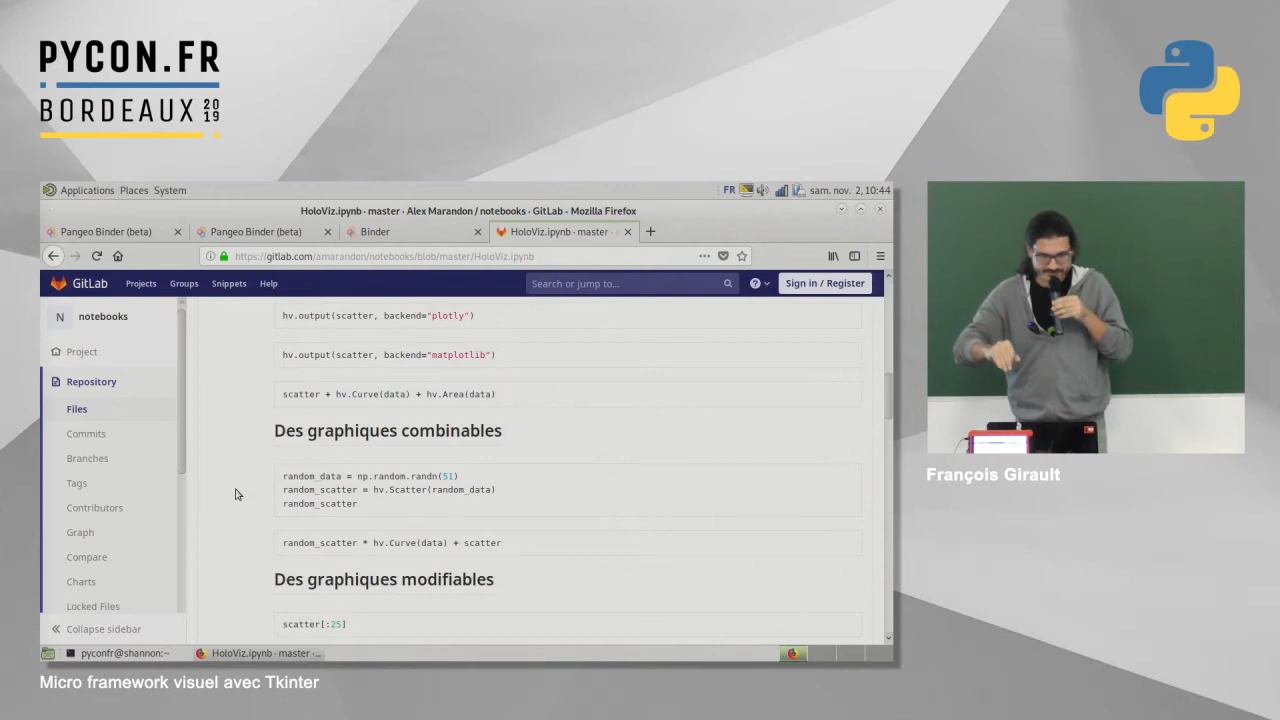 PYCON.FR
BORDEAUX 2019
Applications Places System
FR
sam. nov. 2, 10:44
HoloViz.ipynb · master · Alex Marandon / notebooks · GitLab - Mozilla Firefox
Pangeo Binder (beta)
Pangeo Binder (beta)
Binder
HoloViz.ipynb · master · A
https://gitlab.com/amarandon/notebooks/blob/master/HoloViz.ipynb
GitLab
Projects
Groups
Snippets
Help
Search or jump to...
Sign in / Register
N
notebooks
Project
Repository
Files
Commits
Branches
Tags
Contributors
Graph
Compare
Charts
Locked Files
Collapse sidebar
hv.output(scatter, backend="plotly")
hv.output(scatter, backend="matplotlib")
scatter + hv.Curve(data) + hv.Area(data)
Des graphiques combinables
random_data = np.random.randn(51)
random_scatter = hv.Scatter(random_data)
random_scatter
random_scatter * hv.Curve(data) + scatter
Des graphiques modifiables
scatter[:25]
pyconfr@shannon:~
HoloViz.ipynb · master ·...
François Girault
Micro framework visuel avec Tkinter